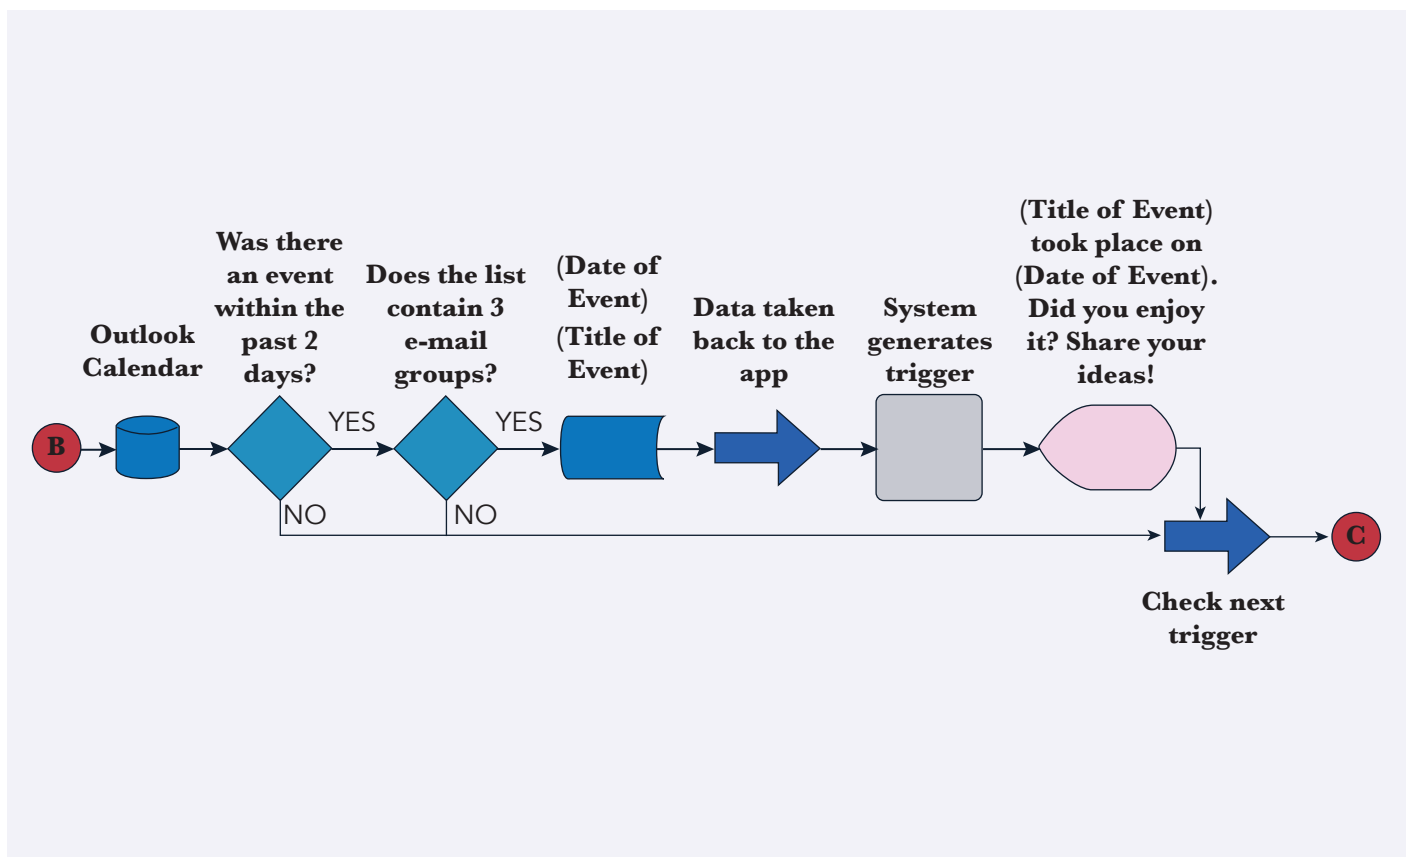 B
Outlook
Calendar
Was there
an event
within the
past 2
days?
YES
NO
Does the list
contain 3
e-mail
groups?
YES
NO
(Date of
Event)
(Title of
Event)
Data taken
back to the
app
System
generates
trigger
(Title of Event)
took place on
(Date of Event).
Did you enjoy
it? Share your
ideas!
Check next
trigger
C